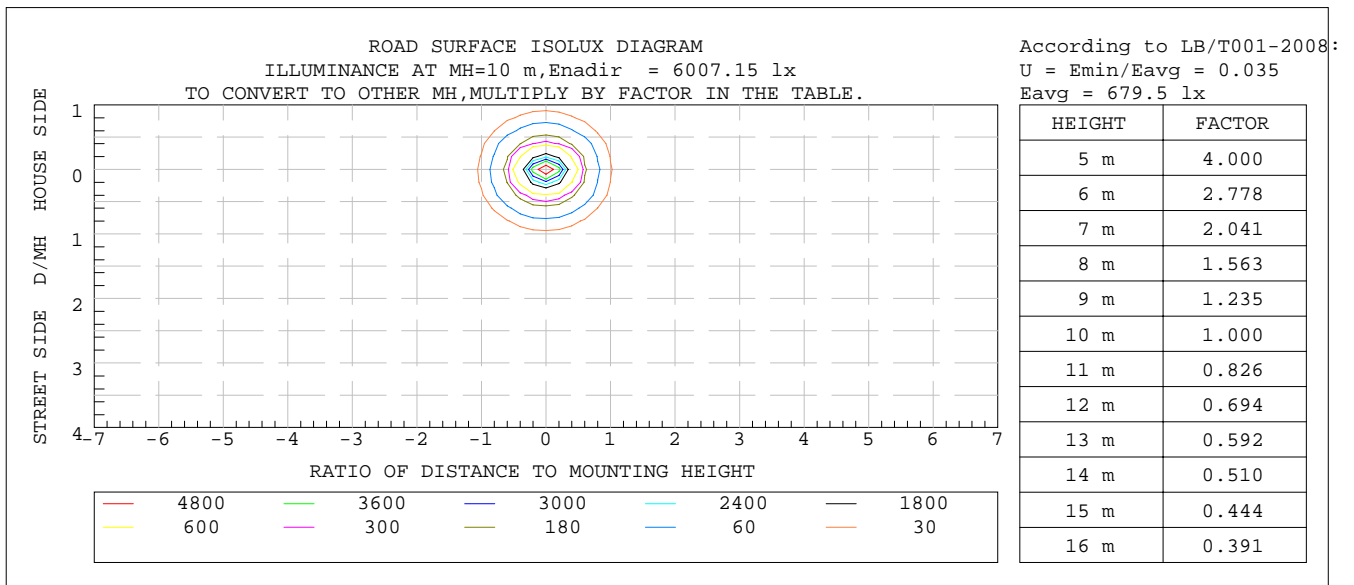 ROAD SURFACE ISOLUX DIAGRAM
ILLUMINANCE AT MH=10 m,Enadir = 6007.15 lx
TO CONVERT TO OTHER MH,MULTIPLY BY FACTOR IN THE TABLE.
STREET SIDE D/MH HOUSE SIDE
1
0
1
2
3
4
-7 -6 -5 -4 -3 -2 -1 0 1 2 3 4 5 6 7
RATIO OF DISTANCE TO MOUNTING HEIGHT
4800 3600 3000 2400 1800
600 300 180 60 30
According to LB/T001-2008:
U = Emin/Eavg = 0.035
Eavg = 679.5 lx
HEIGHT FACTOR
5 m 4.000
6 m 2.778
7 m 2.041
8 m 1.563
9 m 1.235
10 m 1.000
11 m 0.826
12 m 0.694
13 m 0.592
14 m 0.510
15 m 0.444
16 m 0.391